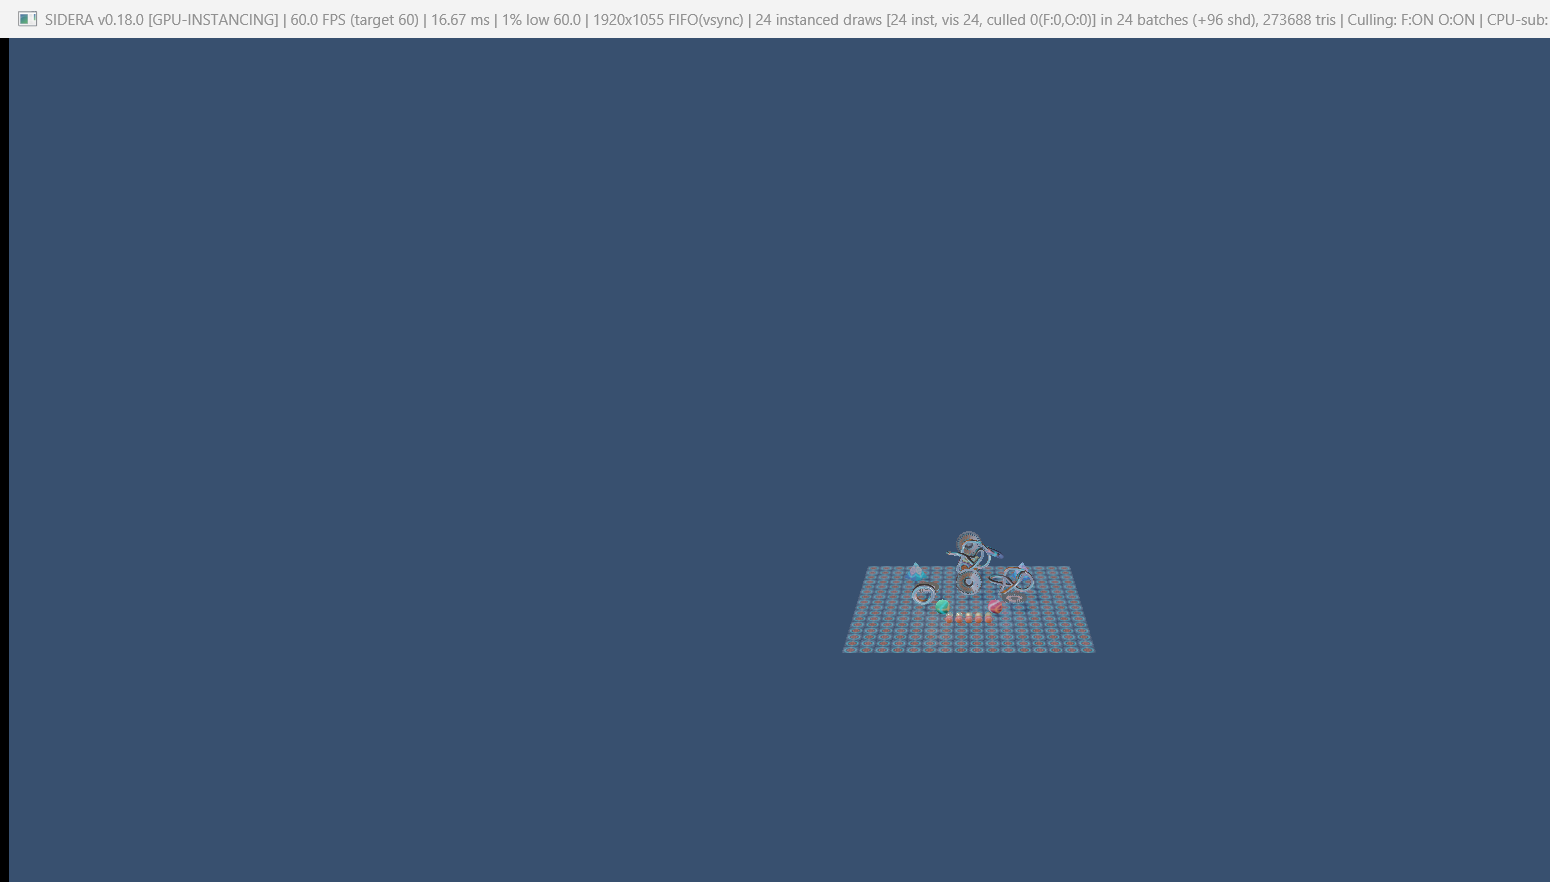 SIDERA v0.18.0 [GPU-INSTANCING] | 60.0 FPS (target 60) | 16.67 ms | 1% low 60.0 | 1920x1055 FIFO(vsync) | 24 instanced draws [24 inst, vis 24, culled 0(F:0,O:0)] in 24 batches (+96 shd), 273688 tris | Culling: F:ON O:ON | CPU-sub: